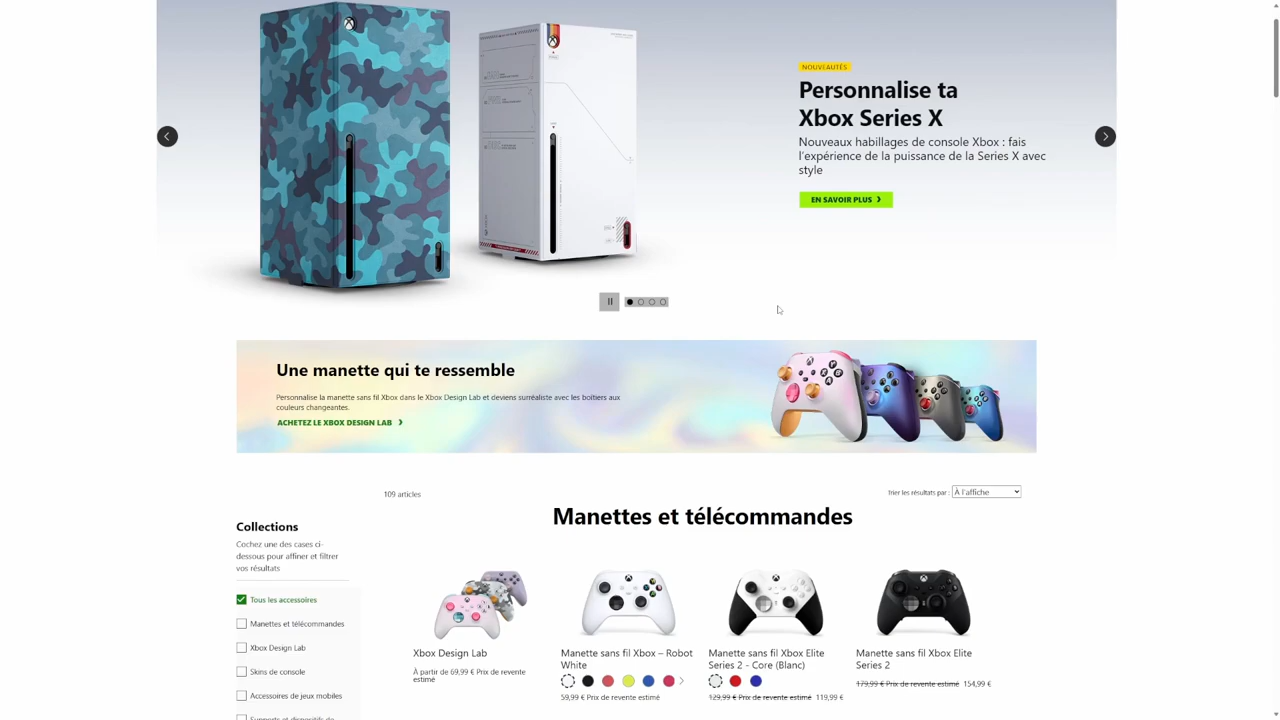 NOUVEAUTÉS
Personnalise ta
Xbox Series X
Nouveaux habillages de console Xbox : fais
l'expérience de la puissance de la Series X avec
style
EN SAVOIR PLUS
Une manette qui te ressemble
Personnalise la manette sans fil Xbox dans le Xbox Design Lab et deviens surréaliste avec les boîtiers aux
couleurs changeantes.
ACHETEZ LE XBOX DESIGN LAB
109 articles
Trier les résultats par :
À l'affiche
Manettes et télécommandes
Collections
Cochez une des cases ci-
dessous pour affiner et filtrer
vos résultats
Tous les accessoires
Manettes et télécommandes
Xbox Design Lab
Skins de console
Accessoires de jeux mobiles
Supports et dispositifs de
Xbox Design Lab
À partir de 69,99 € Prix de revente
estimé
Manette sans fil Xbox – Robot
White
59,99 € Prix de revente estimé
Manette sans fil Xbox Elite
Series 2 - Core (Blanc)
129,99 € Prix de revente estimé 119,99 €
Manette sans fil Xbox Elite
Series 2
179,99 € Prix de revente estimé 154,99 €